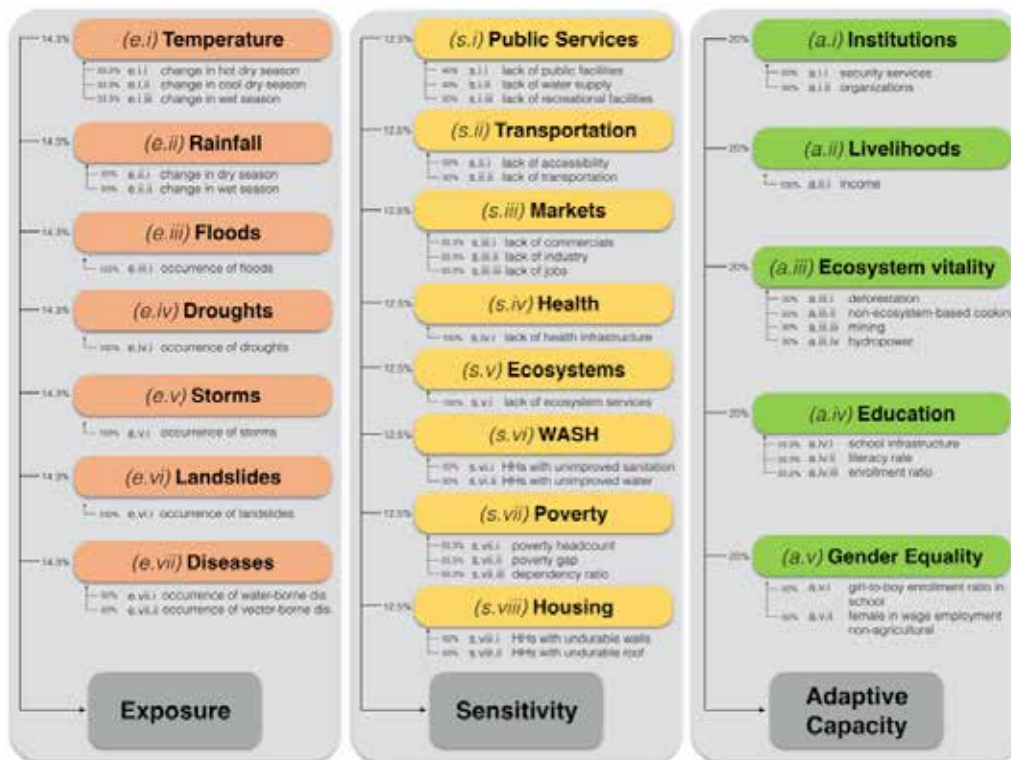 14.3% (e.i) Temperature
33.3% e.i.i change in hot dry season
33.3% e.i.ii change in cool dry season
33.3% e.i.iii change in wet season
14.3% (e.ii) Rainfall
50% e.ii.i change in dry season
50% e.ii.ii change in wet season
14.3% (e.iii) Floods
100% e.iii.i occurrence of floods
14.3% (e.iv) Droughts
100% e.iv.i occurrence of droughts
14.3% (e.v) Storms
100% e.v.i occurrence of storms
14.3% (e.vi) Landslides
100% e.vi.i occurrence of landslides
14.3% (e.vii) Diseases
50% e.vii.i occurrence of water-borne dis
50% e.vii.ii occurrence of vector-borne dis
Exposure
12.5% (s.i) Public Services
40% s.i.i lack of public facilities
40% s.i.ii lack of water supply
s.i.iii lack of recreational facilities
12.5% (s.ii) Transportation
50% s.ii.i lack of accessibility
50% s.ii.ii lack of transportation
12.5% (s.iii) Markets
33.3% s.iii.i lack of commercials
33.3% s.iii.ii lack of industry
33.3% s.iii.iii lack of jobs
12.5% (s.iv) Health
100% s.iv.i lack of health infrastructure
12.5% (s.v) Ecosystems
100% s.v.i lack of ecosystem services
12.5% (s.vi) WASH
50% s.vi.i HHs with unimproved sanitation
50% s.vi.ii HHs with unimproved water
12.5% (s.vii) Poverty
33.3% s.vii.i poverty headcount
33.3% s.vii.ii poverty gap
33.3% s.vii.iii dependency ratio
12.5% (s.viii) Housing
50% s.viii.i HHs with undurable walls
50% s.viii.ii HHs with undurable roof
Sensitivity
20% (a.i) Institutions
50% a.i.i security services
50% a.i.ii organizations
20% (a.ii) Livelihoods
100% a.ii.i income
20% (a.iii) Ecosystem vitality
a.iii.i deforestation
a.iii.ii non-ecosystem-based cooking
a.iii.iii mining
a.iii.iv hydropower
20% (a.iv) Education
33.3% a.iv.i school infrastructure
33.3% a.iv.ii literacy rate
33.3% a.iv.iii enrollment ratio
20% (a.v) Gender Equality
50% a.v.i girl-to-boy enrollment ratio in
school
50% a.v.ii female in wage employment
non-agricultural
Adaptive
Capacity